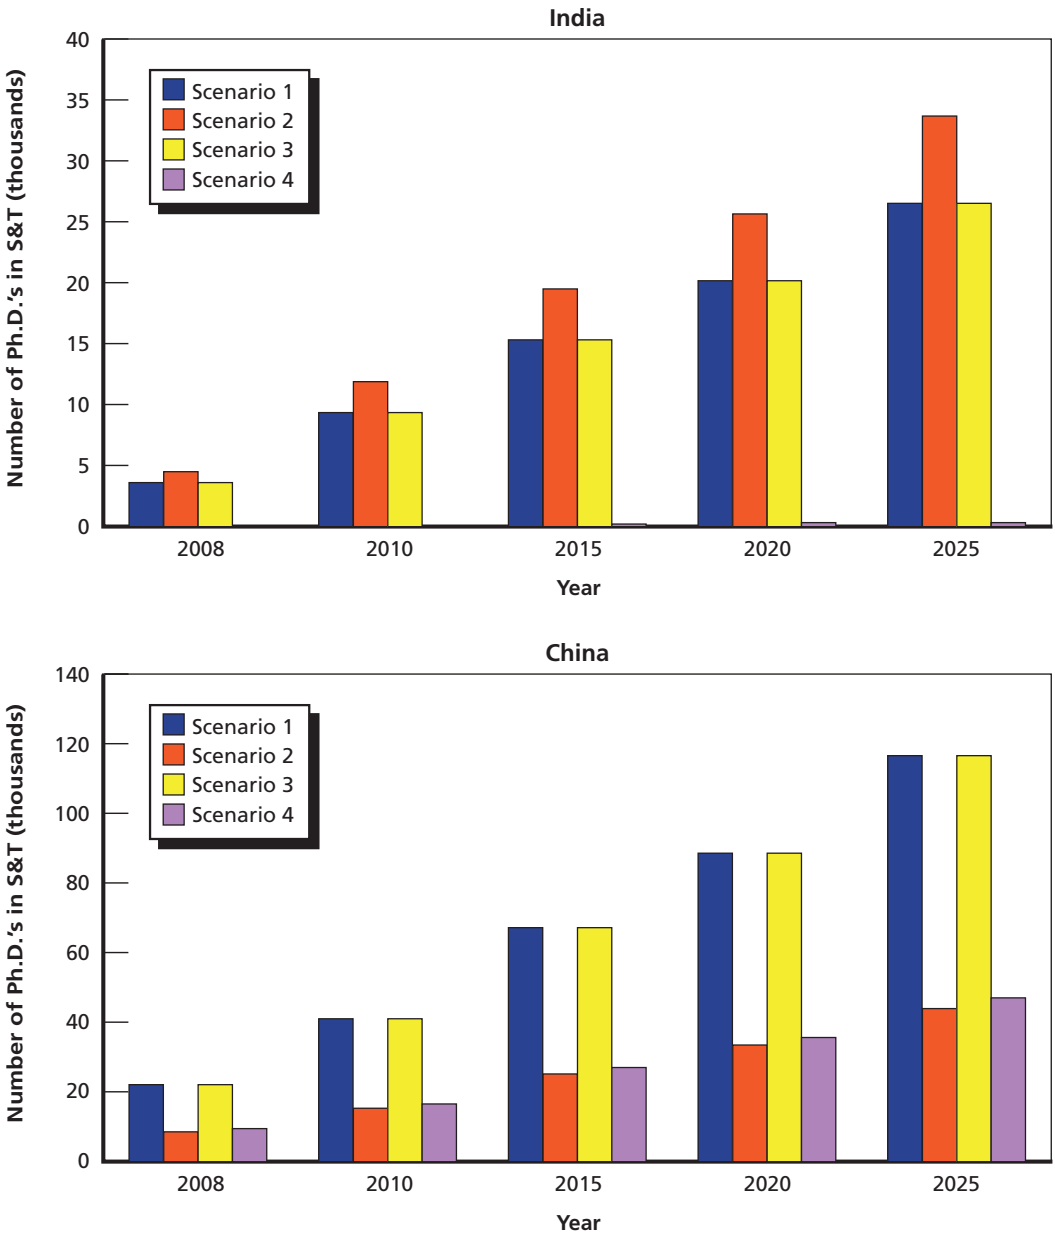 India
Number of Ph.D.'s in S&T (thousands)
40
35
30
25
20
15
10
5
0
Scenario 1
Scenario 2
Scenario 3
Scenario 4
2008 2010 2015 2020 2025
Year
China
Number of Ph.D.'s in S&T (thousands)
140
120
100
80
60
40
20
0
Scenario 1
Scenario 2
Scenario 3
Scenario 4
2008 2010 2015 2020 2025
Year